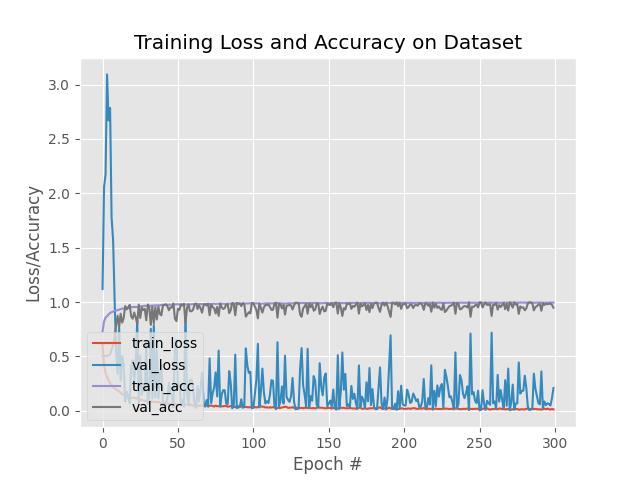 Training Loss and Accuracy on Dataset
3.0
2.5
2.0
1.5
1.0
0.5
0.0
Loss/Accuracy
train_loss
val_loss
train_acc
val_acc
0 50 100 150 200 250 300
Epoch #